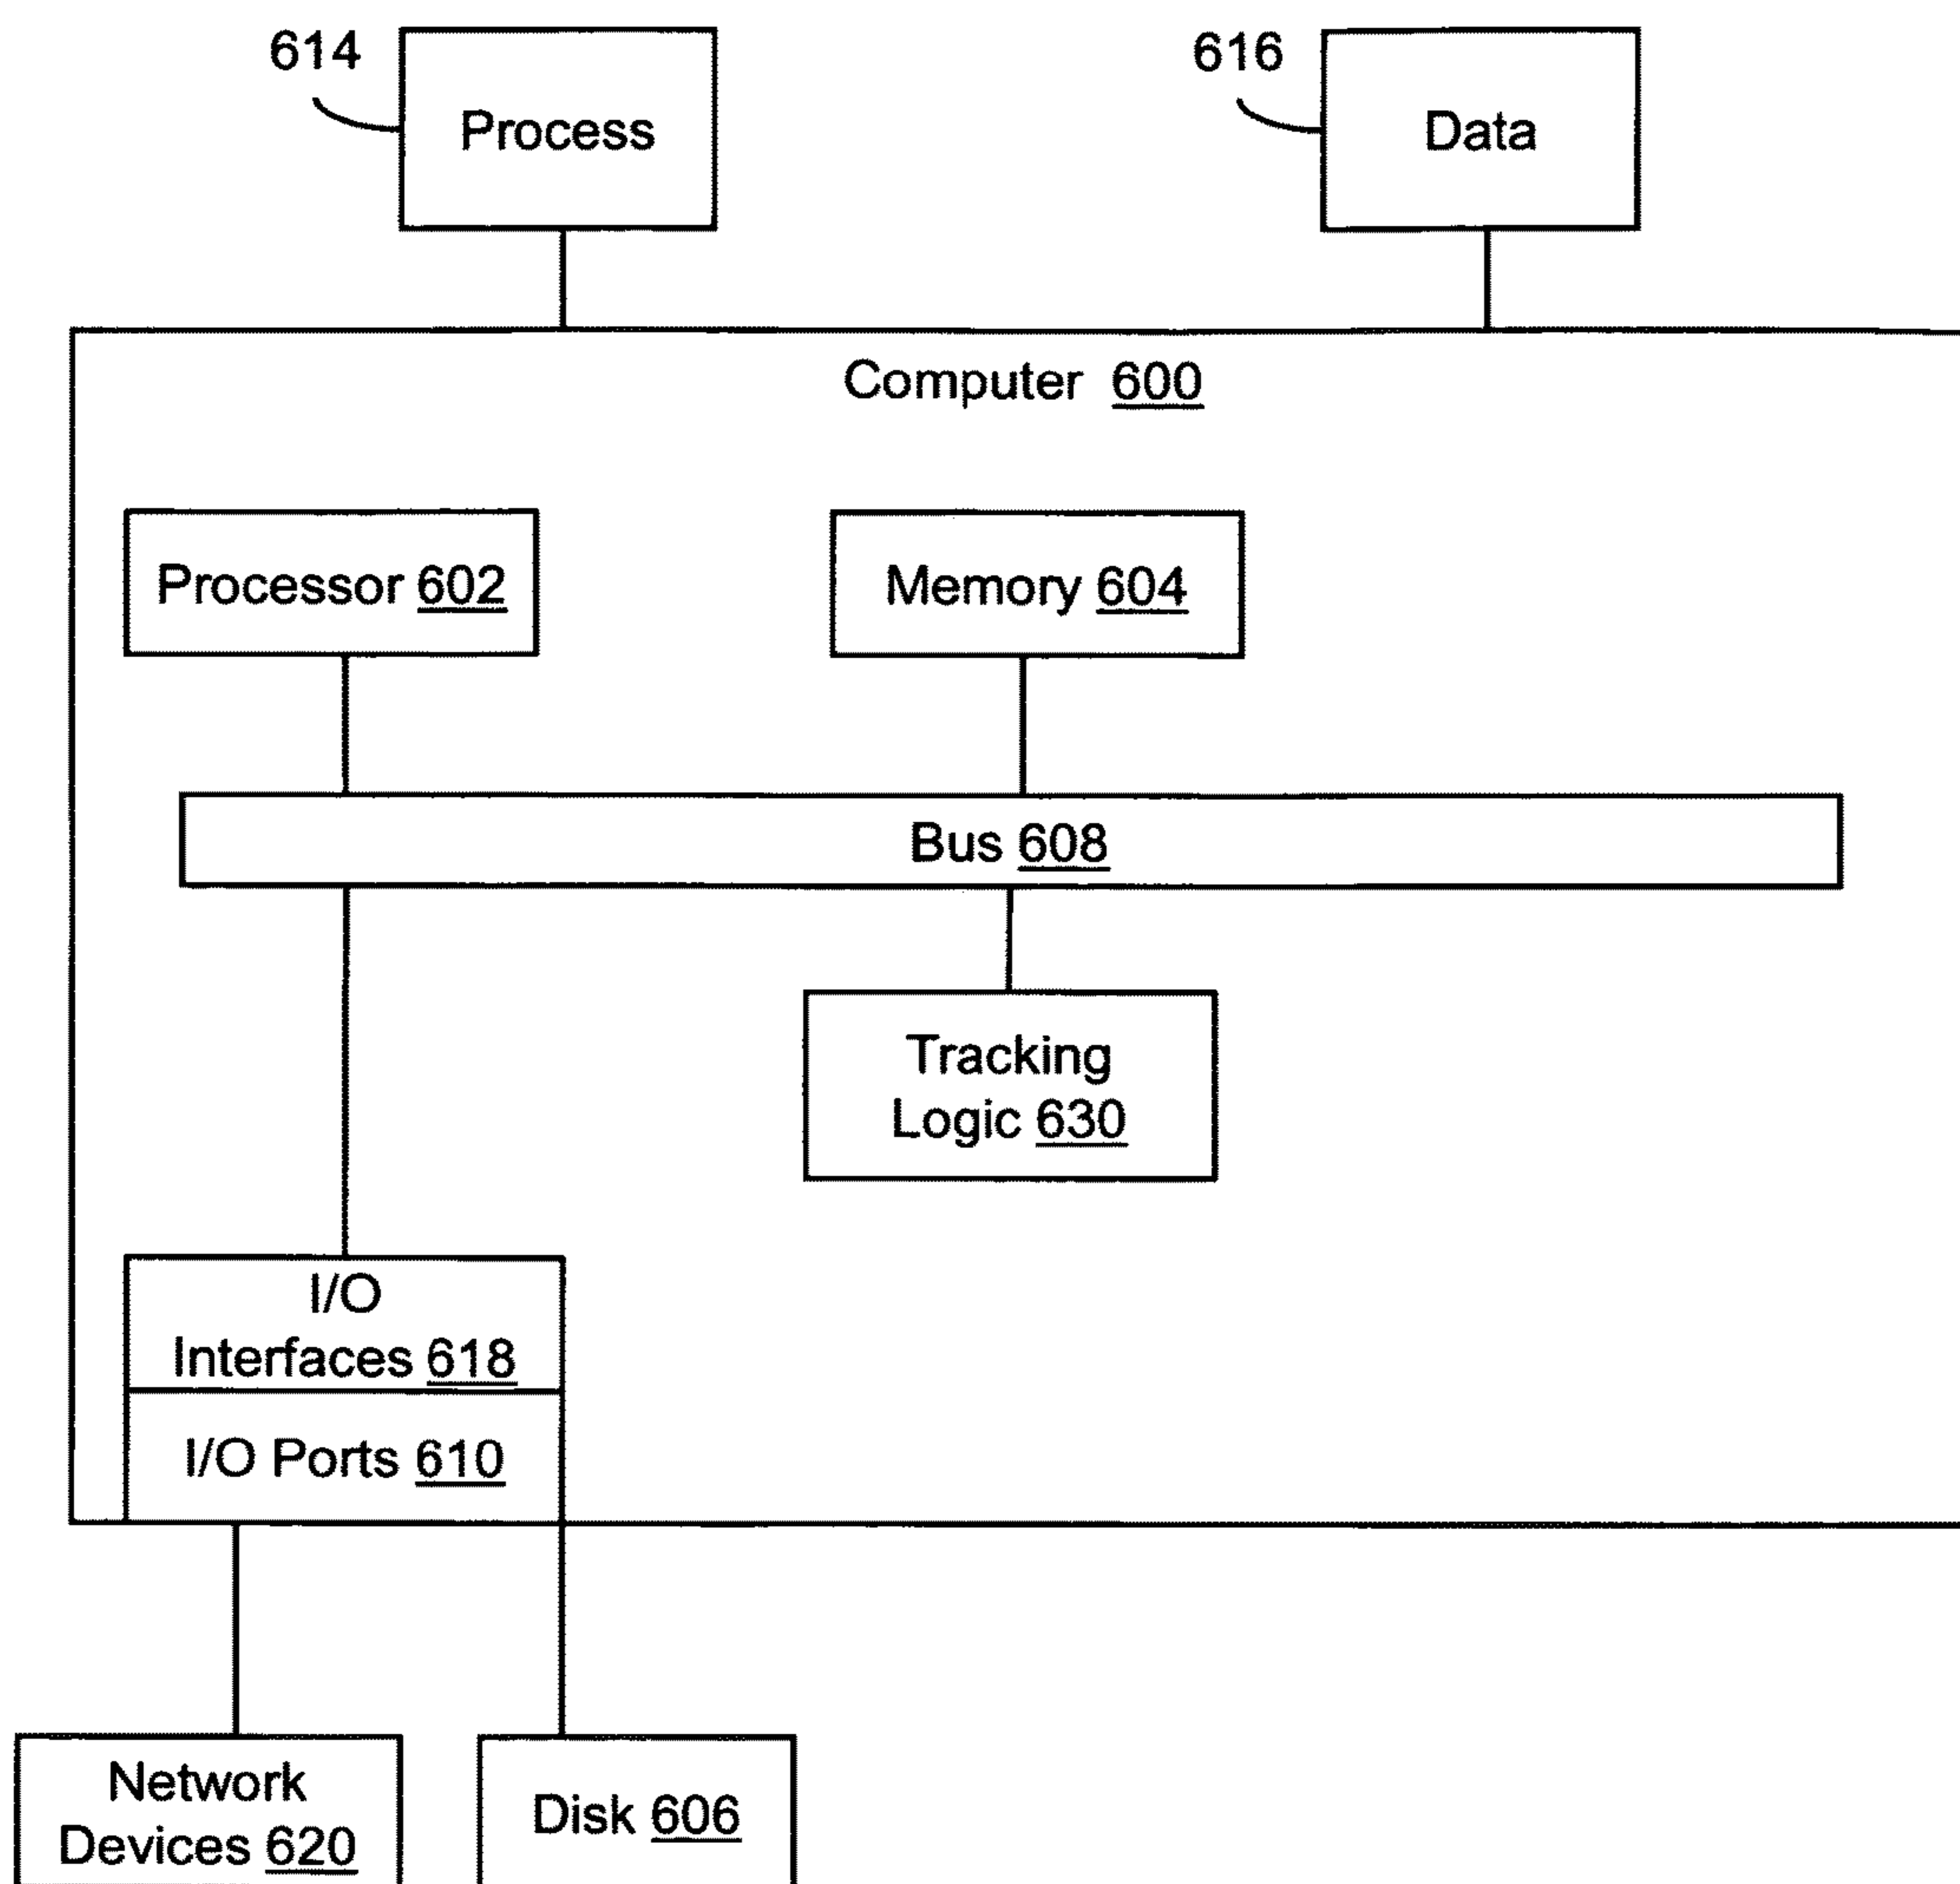 614
Process
616
Data
Computer 600
Processor 602
Memory 604
Bus 608
Tracking
Logic 630
I/O
Interfaces 618
I/O Ports 610
Network
Devices 620
Disk 606